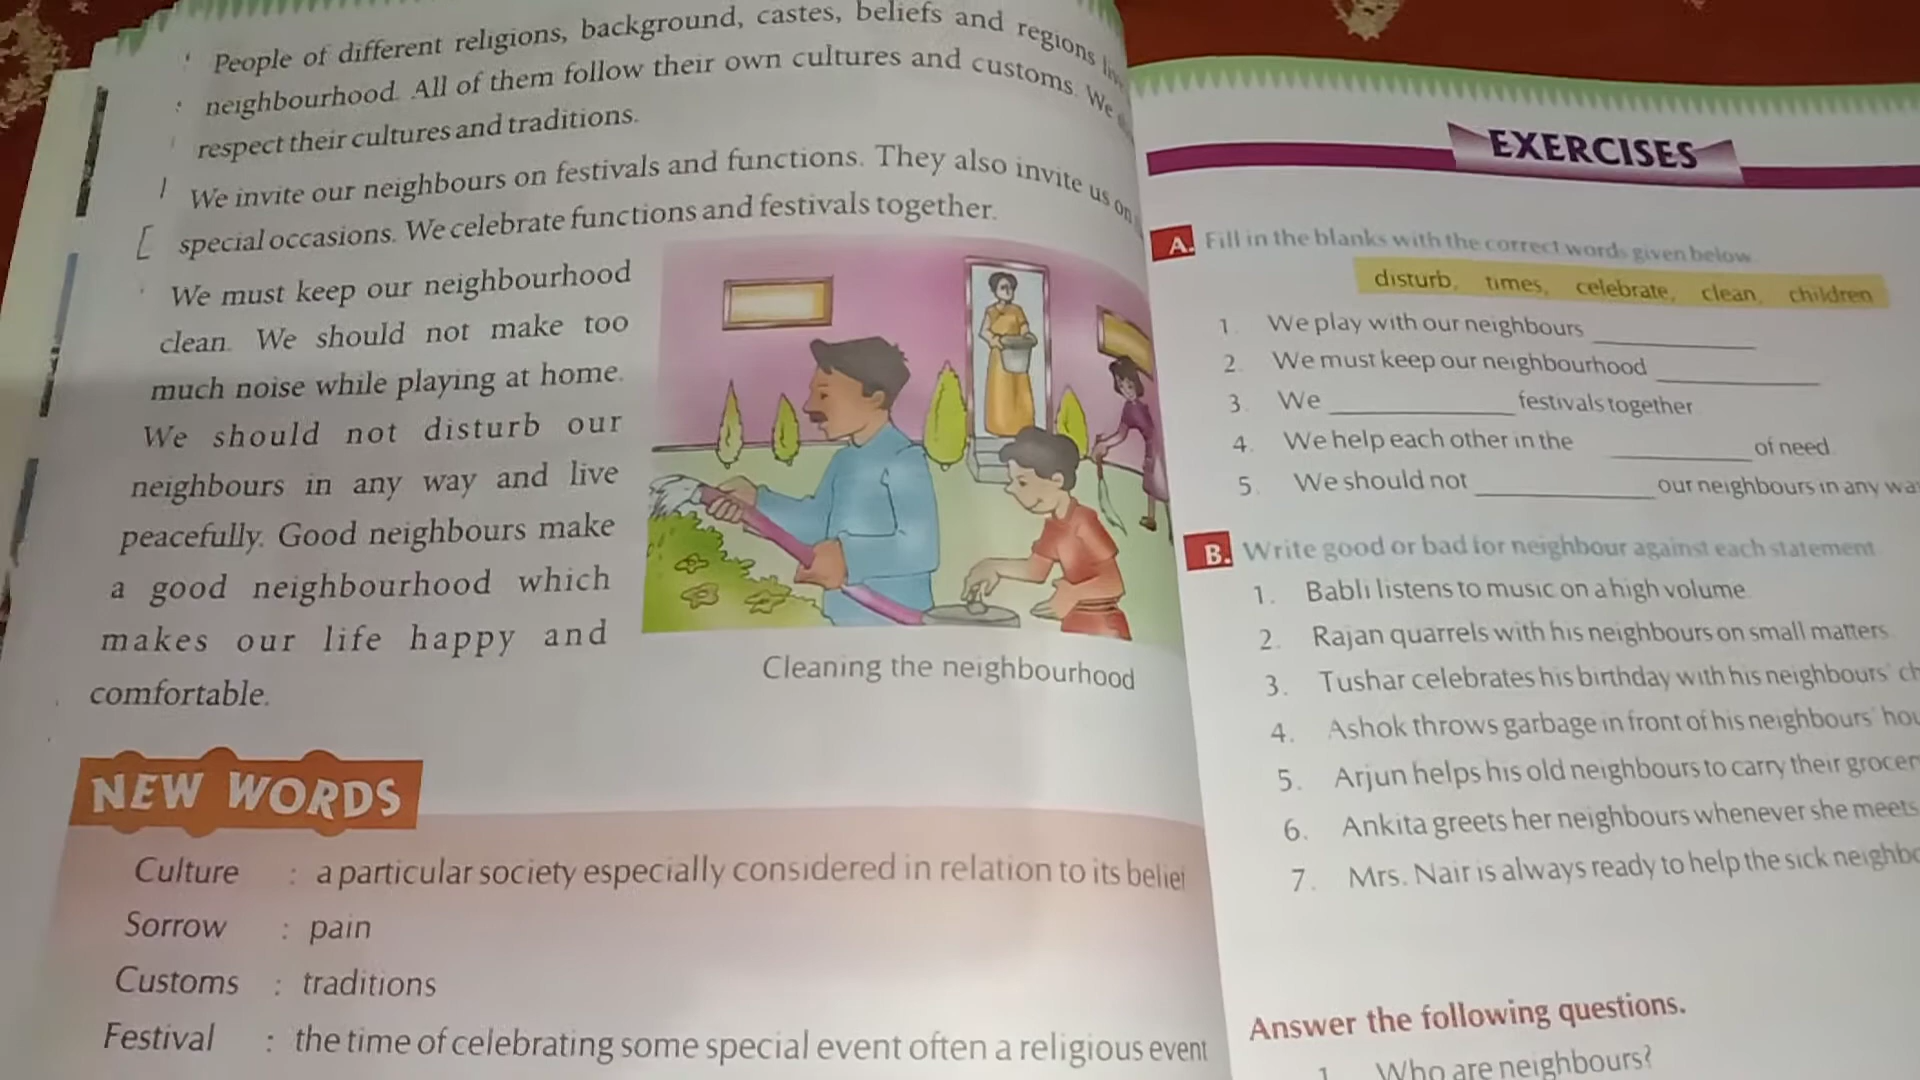 People of different religions, background, castes, beliefs and regions
neighbourhood. All of them follow their own cultures and customs. We
respect their cultures and traditions.
We invite our neighbours on festivals and functions. They also invite us on
special occasions. We celebrate functions and festivals together.
We must keep our neighbourhood
clean. We should not make too
much noise while playing at home.
We should not disturb our
neighbours in any way and live
peacefully. Good neighbours make
a good neighbourhood which
makes our life happy and
comfortable.
Cleaning the neighbourhood
NEW WORDS
Culture : a particular society especially considered in relation to its belief
Sorrow : pain
Customs : traditions
Festival : the time of celebrating some special event often a religious event
EXERCISES
A. Fill in the blanks with the correct words given below
disturb, times, celebrate, clean, children
1. We play with our neighbours ____________
2. We must keep our neighbourhood ____________
3. We ____________ festivals together
4. We help each other in the ____________ of need
5. We should not ____________ our neighbours in any
B. Write good or bad for neighbour against each statement
1. Babli listens to music on a high volume
2. Rajan quarrels with his neighbours on small matters
3. Tushar celebrates his birthday with his neighbours'
4. Ashok throws garbage in front of his neighbours'
5. Arjun helps his old neighbours to carry their
6. Ankita greets her neighbours whenever she meets
7. Mrs. Nair is always ready to help the sick
Answer the following questions.
1. Who are neighbours?